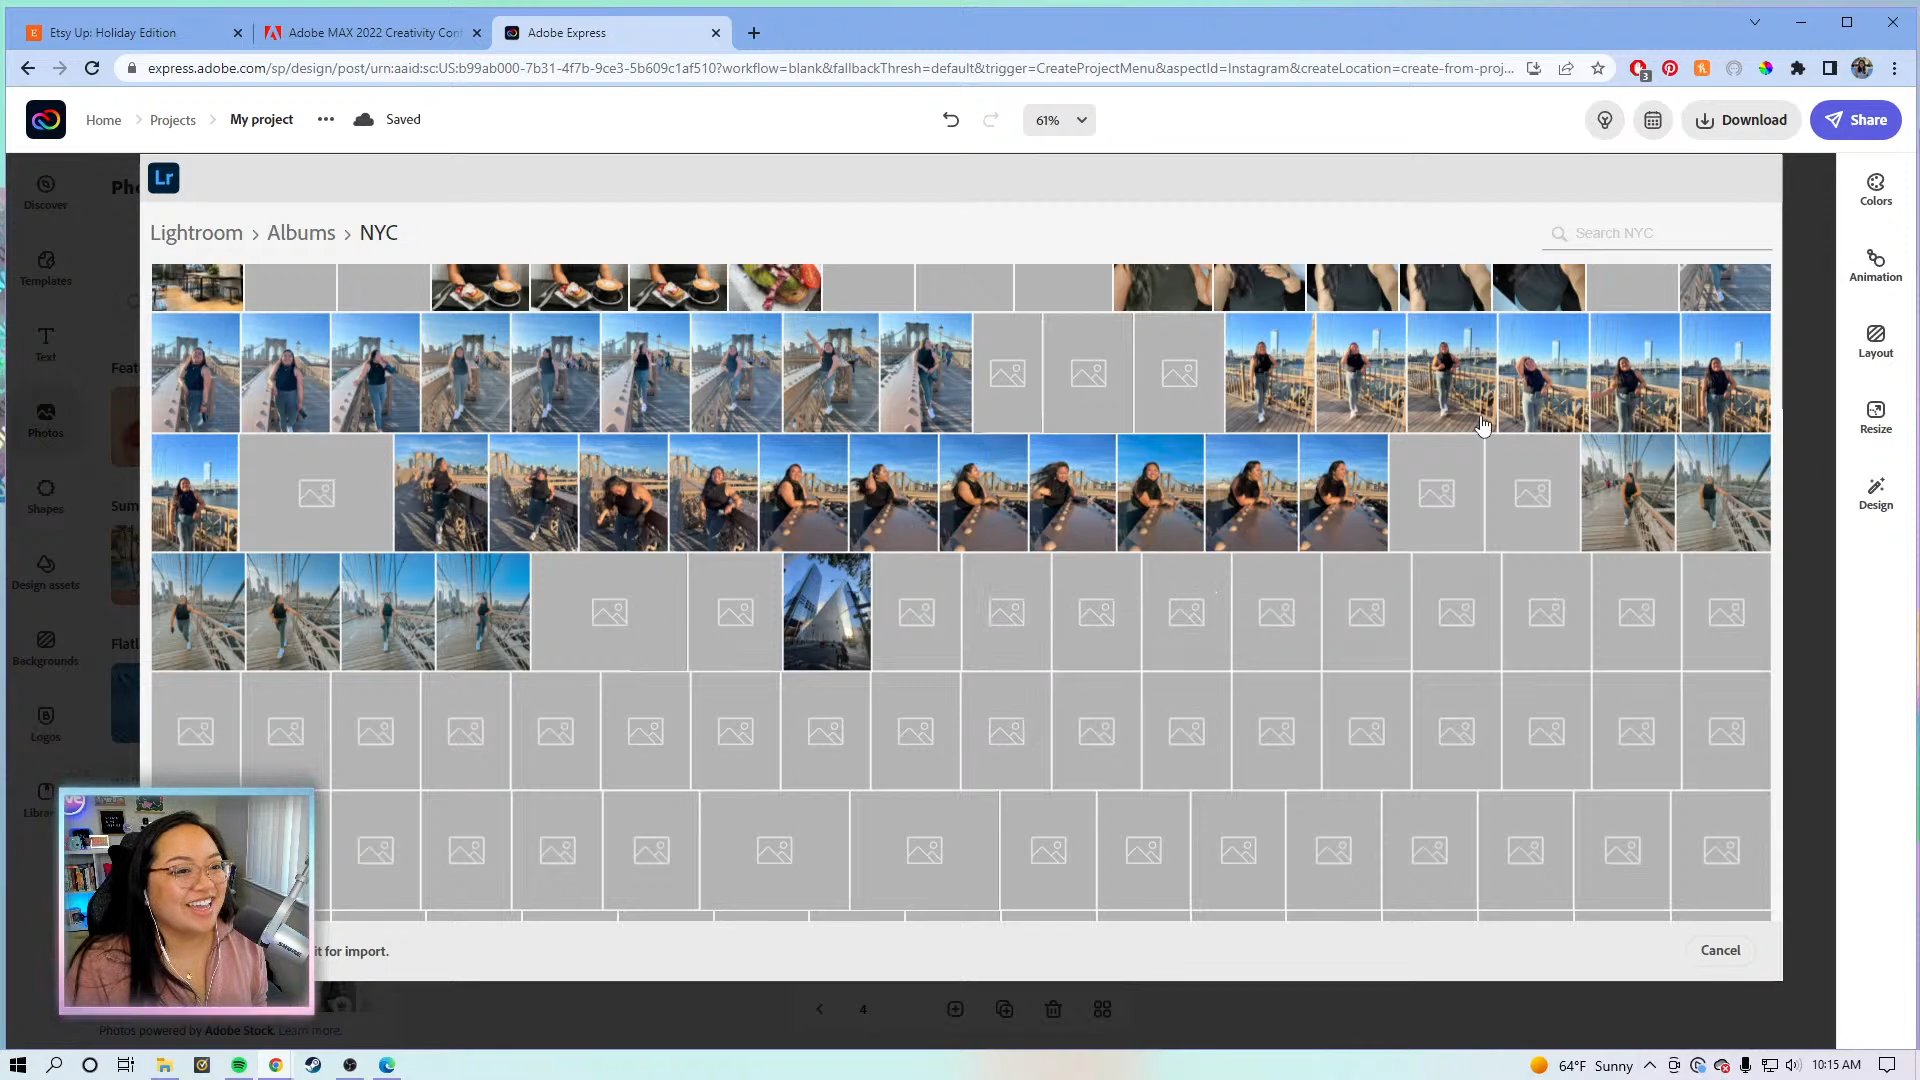 Etsy Up: Holiday Edition
Adobe MAX 2022 Creativity Conf
Adobe Express
express.adobe.com/sp/design/post/urn:aaid:sc:US:b99ab000-7b31-4f7b-9ce3-5b609c1af510?workflow=blank&fallbackThresh=default&trigger=CreateProjectMenu&aspectId=Instagram&createLocation=create-from-proj...
3
Home
Projects
My project
Saved
61%
Download
Share
Lr
Discover
Templates
Text
Photos
Shapes
Design assets
Backgrounds
Logos
Lightroom > Albums > NYC
Search NYC
Colors
Animation
Layout
Resize
Design
it for import.
Cancel
4
Photos powered by Adobe Stock. Learn more.
64°F Sunny
10:15 AM